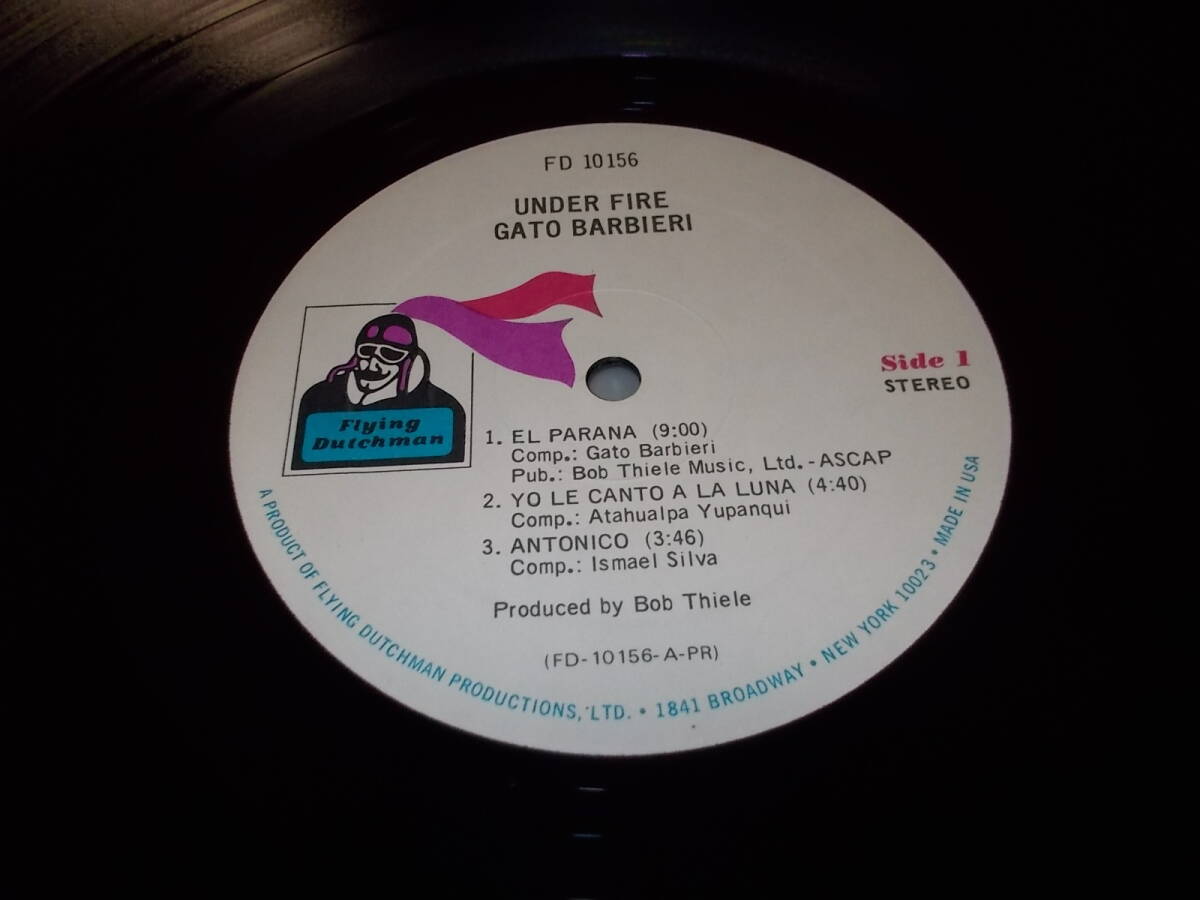 FD 10156
UNDER FIRE
GATO BARBIERI
Flying
Dutchman
Side 1
STEREO
1. EL PARANA (9:00)
Comp.: Gato Barbieri
Pub.: Bob Thiele Music, Ltd. - ASCAP
2. YO LE CANTO A LA LUNA (4:40)
Comp.: Atahualpa Yupanqui
3. ANTONICO (3:46)
Comp.: Ismael Silva
Produced by Bob Thiele
(FD-10156-A-PR)
A PRODUCT OF FLYING DUTCHMAN PRODUCTIONS, LTD. • 1841 BROADWAY • NEW YORK 10023 • MADE IN USA